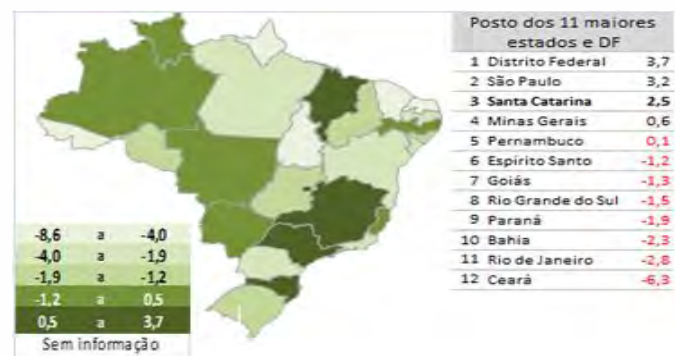 Posto dos 11 maiores
estados e DF
1 Distrito Federal 3,7
2 São Paulo 3,2
3 Santa Catarina 2,5
4 Minas Gerais 0,6
5 Pernambuco 0,1
6 Espírito Santo -1,2
7 Goiás -1,3
8 Rio Grande do Sul -1,5
9 Paraná -1,9
10 Bahia -2,3
11 Rio de Janeiro -2,8
12 Ceará -6,3
-8,6 a -4,0
-4,0 a -1,9
-1,9 a -1,2
-1,2 a 0,5
0,5 a 3,7
Sem informação